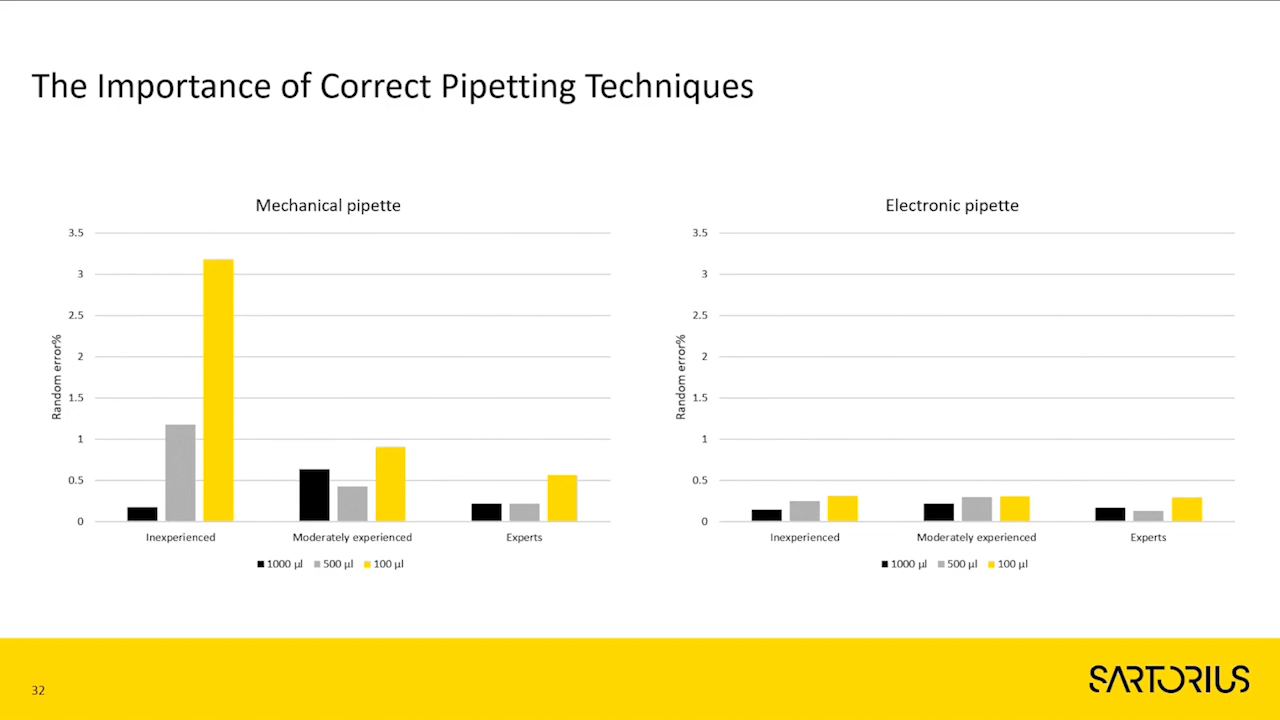 The Importance of Correct Pipetting Techniques
Mechanical pipette
3.5
3
2.5
2
1.5
1
0.5
0
Random error%
Inexperienced Moderately experienced Experts
1000 µl 500 µl 100 µl
Electronic pipette
3.5
3
2.5
2
1.5
1
0.5
0
Random error%
Inexperienced Moderately experienced Experts
1000 µl 500 µl 100 µl
32
SARTORIUS